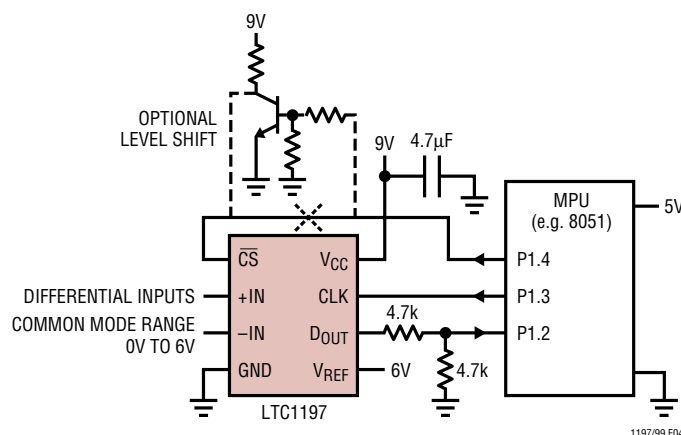 9V
OPTIONAL
LEVEL SHIFT
9V
4.7µF
MPU
(e.g. 8051)
5V
CS
VCC
P1.4
DIFFERENTIAL INPUTS
+IN
CLK
P1.3
COMMON MODE RANGE
0V TO 6V
–IN
DOUT
4.7k
P1.2
GND
VREF
6V
4.7k
LTC1197
1197/99 F04